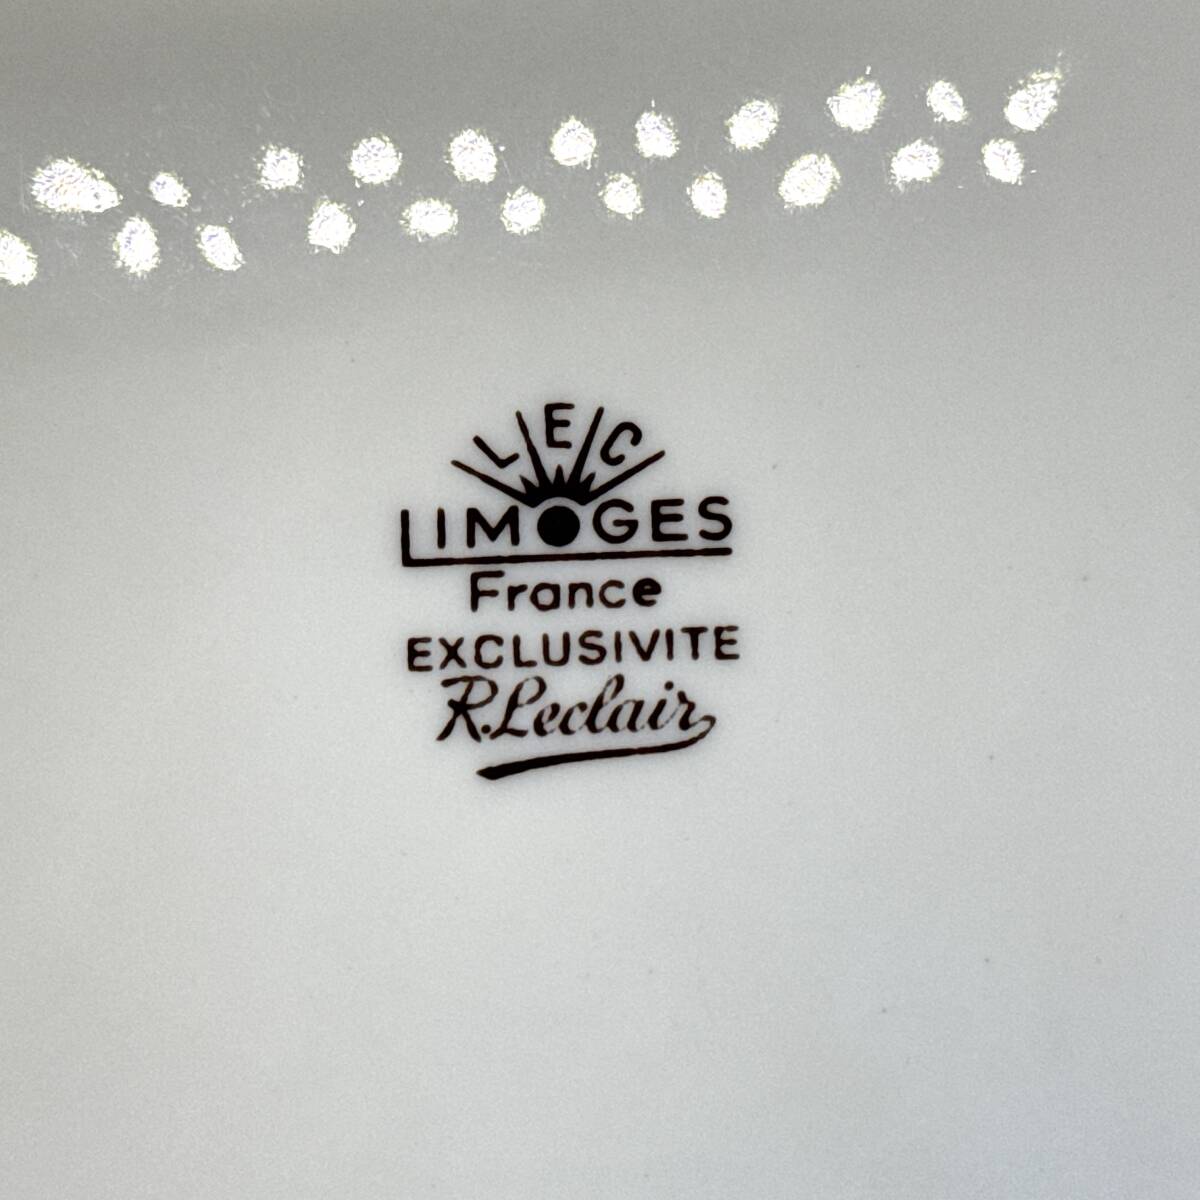 LEC
LIMOGES
France
EXCLUSIVITE
R.Leclair